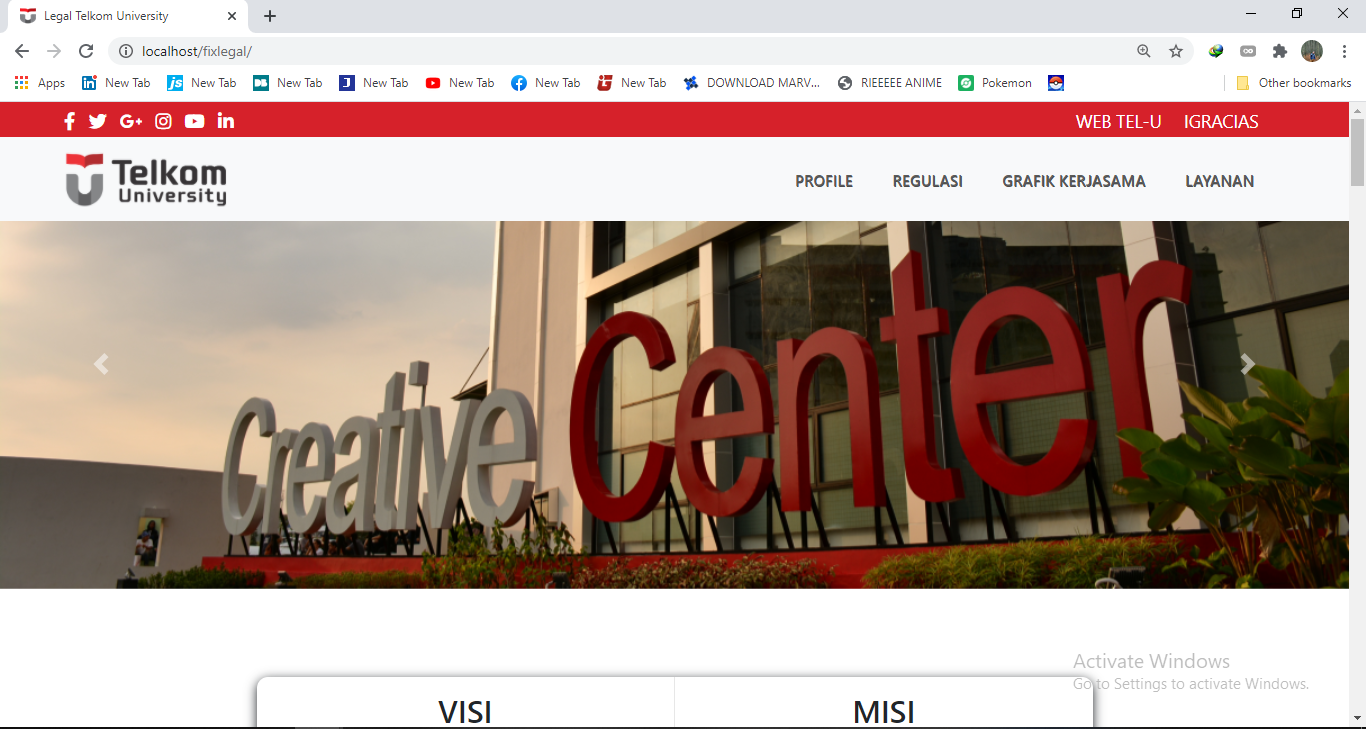 Legal Telkom University
localhost/fixlegal/
Apps New Tab New Tab New Tab New Tab New Tab New Tab New Tab DOWNLOAD MARV... RIEEEEE ANIME Pokemon Other bookmarks
WEB TEL-U IGRACIAS
Telkom
University
PROFILE REGULASI GRAFIK KERJASAMA LAYANAN
Creative Center
Activate Windows
Go to Settings to activate Windows.
VISI MISI